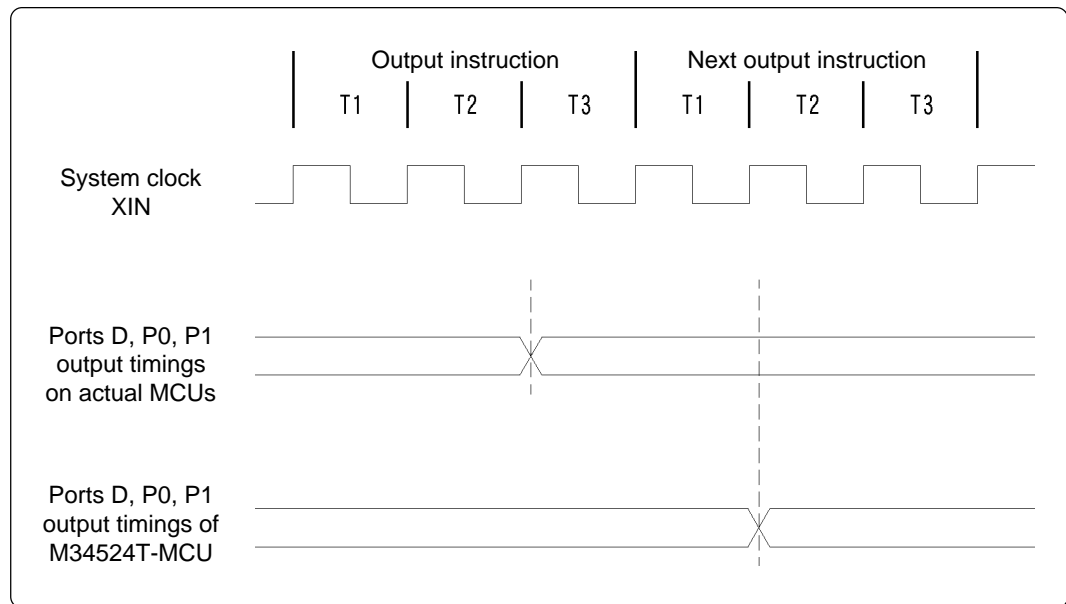 Output instruction Next output instruction
T1 T2 T3 T1 T2 T3
System clock
XIN
Ports D, P0, P1
output timings
on actual MCUs
Ports D, P0, P1
output timings of
M34524T-MCU